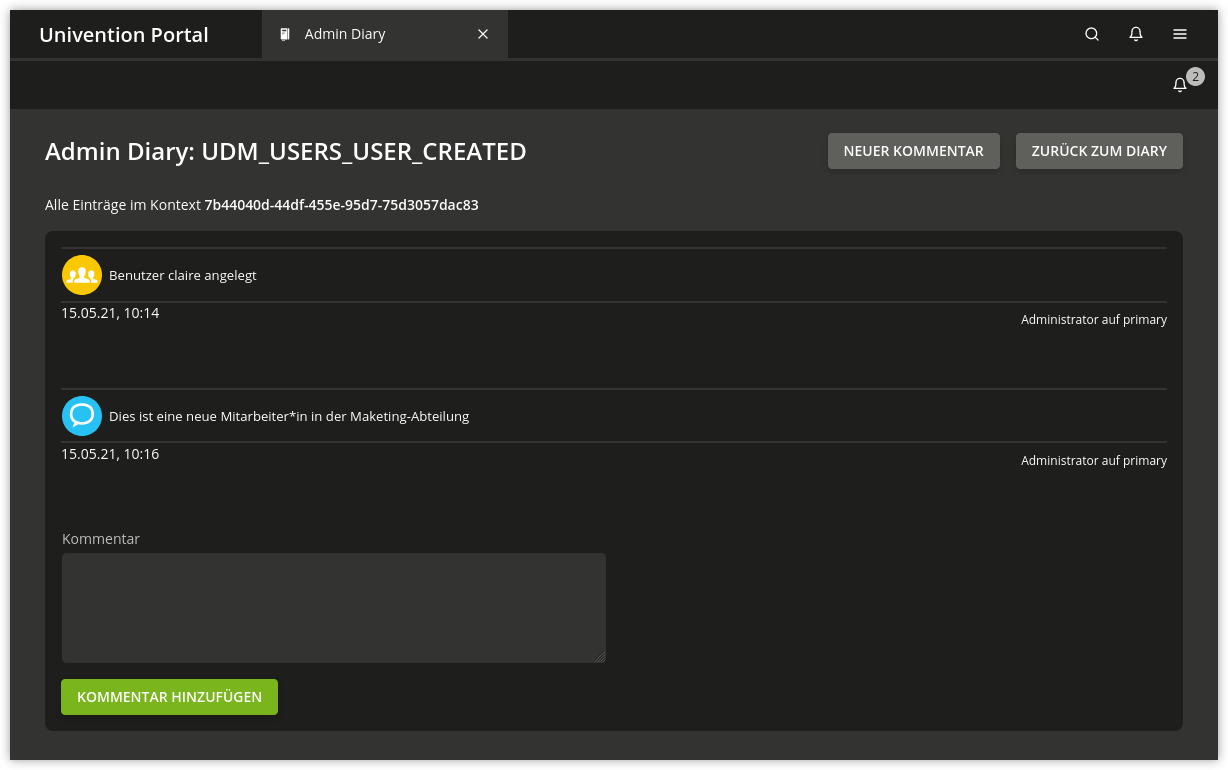 Univention Portal
Admin Diary
2
Admin Diary: UDM_USERS_USER_CREATED
NEUER KOMMENTAR
ZURÜCK ZUM DIARY
Alle Einträge im Kontext 7b44040d-44df-455e-95d7-75d3057dac83
Benutzer claire angelegt
15.05.21, 10:14
Administrator auf primary
Dies ist eine neue Mitarbeiter*in in der Maketing-Abteilung
15.05.21, 10:16
Administrator auf primary
Kommentar
KOMMENTAR HINZUFÜGEN